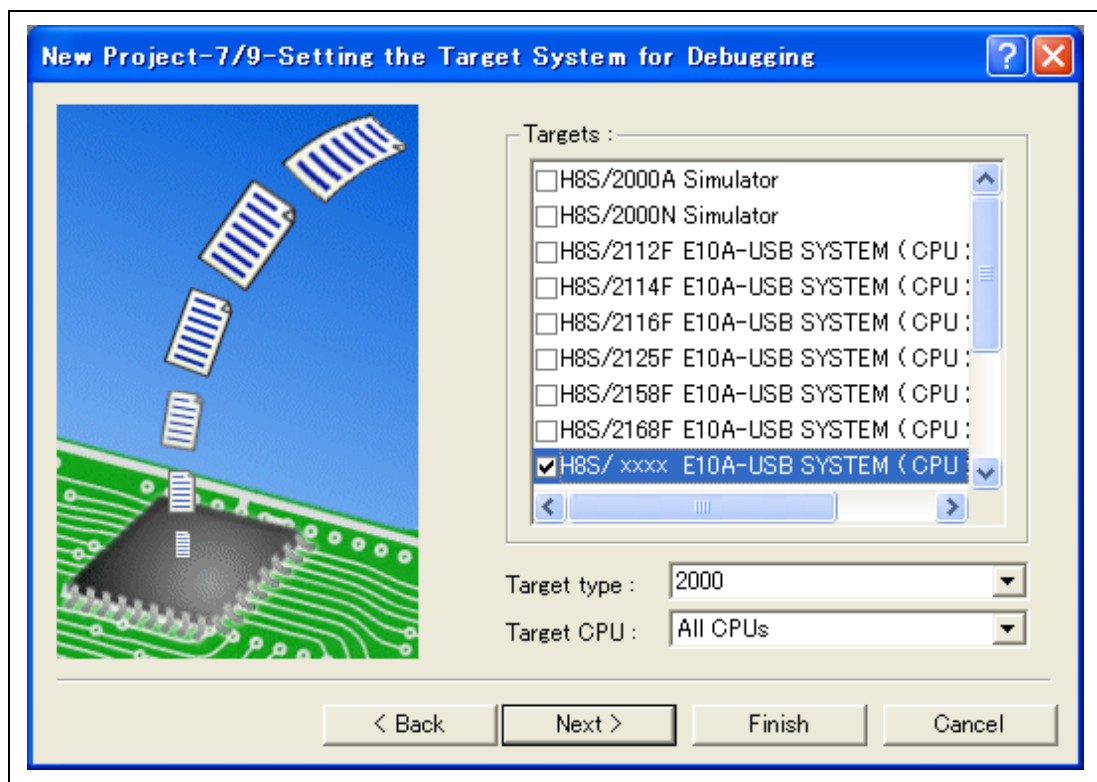 New Project-7/9-Setting the Target System for Debugging
Targets :
H8S/2000A Simulator
H8S/2000N Simulator
H8S/2112F E10A-USB SYSTEM ( CPU :
H8S/2114F E10A-USB SYSTEM ( CPU :
H8S/2116F E10A-USB SYSTEM ( CPU :
H8S/2125F E10A-USB SYSTEM ( CPU :
H8S/2158F E10A-USB SYSTEM ( CPU :
H8S/2168F E10A-USB SYSTEM ( CPU :
H8S/ xxxx E10A-USB SYSTEM ( CPU :
Target type : 2000
Target CPU : All CPUs
< Back Next > Finish Cancel